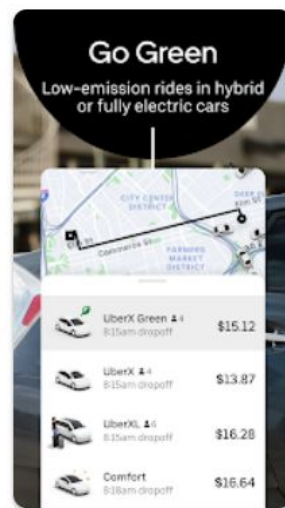 Go Green
Low-emission rides in hybrid
or fully electric cars
CITY CENTER
DISTRICT
Elm St
Commerce St
FARMERS
MARKET
DISTRICT
UberX Green 4
8:15am dropoff
$15.12
UberX 4
8:15am dropoff
$13.87
UberXL 6
8:15am dropoff
$16.28
Comfort
8:18am dropoff
$16.64